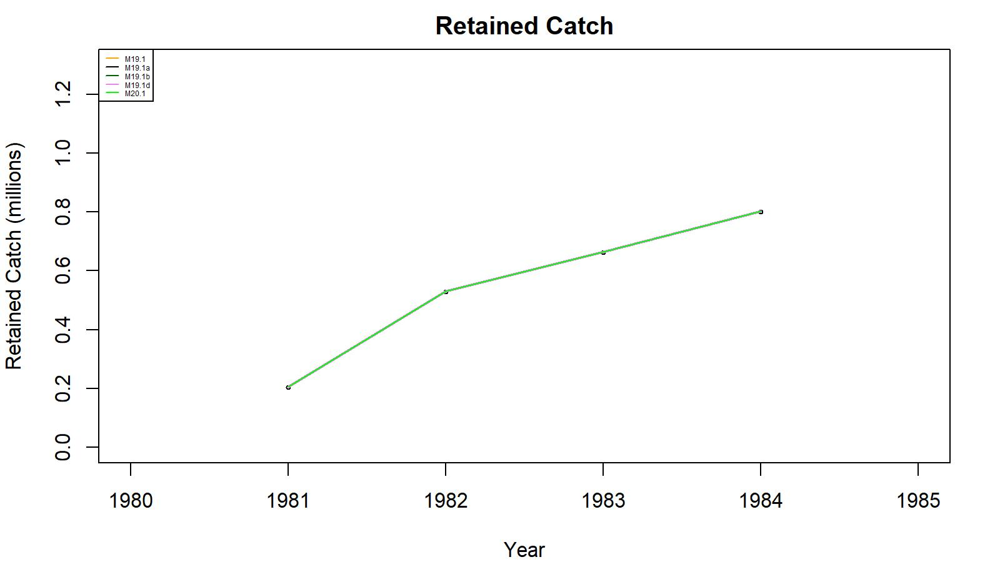 Retained Catch
M19.1
M19.1a
M19.1b
M19.1d
M20.1
Retained Catch (millions)
1.2
1.0
0.8
0.6
0.4
0.2
0.0
1980 1981 1982 1983 1984 1985
Year